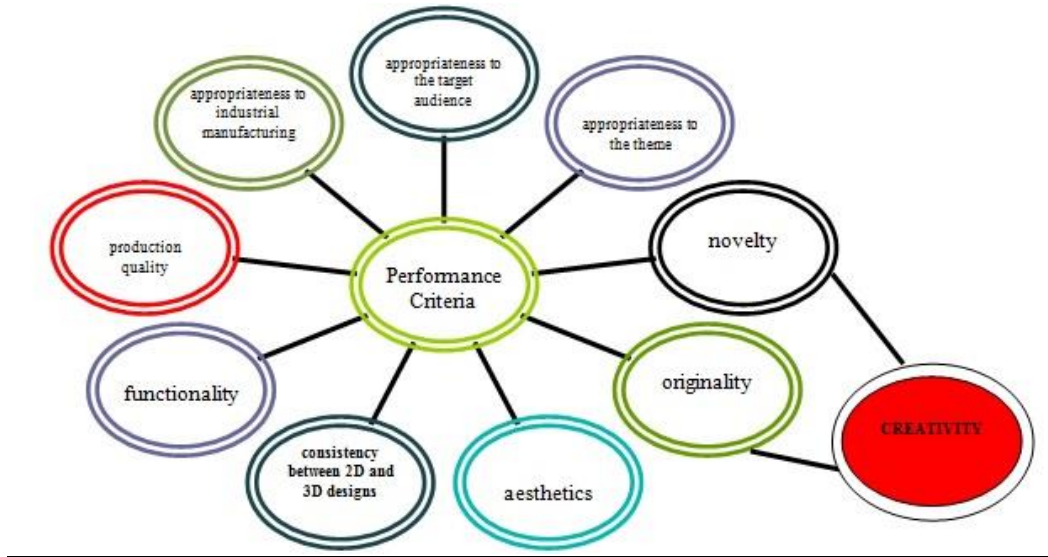 appropriateness to
the target
audience
appropriateness to
industrial
manufacturing
appropriateness to
the theme
production
quality
novelty
Performance
Criteria
functionality
originality
CREATIVITY
consistency
between 2D and
3D designs
aesthetics